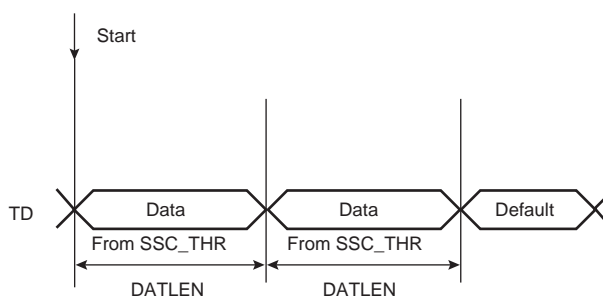 Start
TD Data Data Default
From SSC_THR From SSC_THR
DATLEN DATLEN